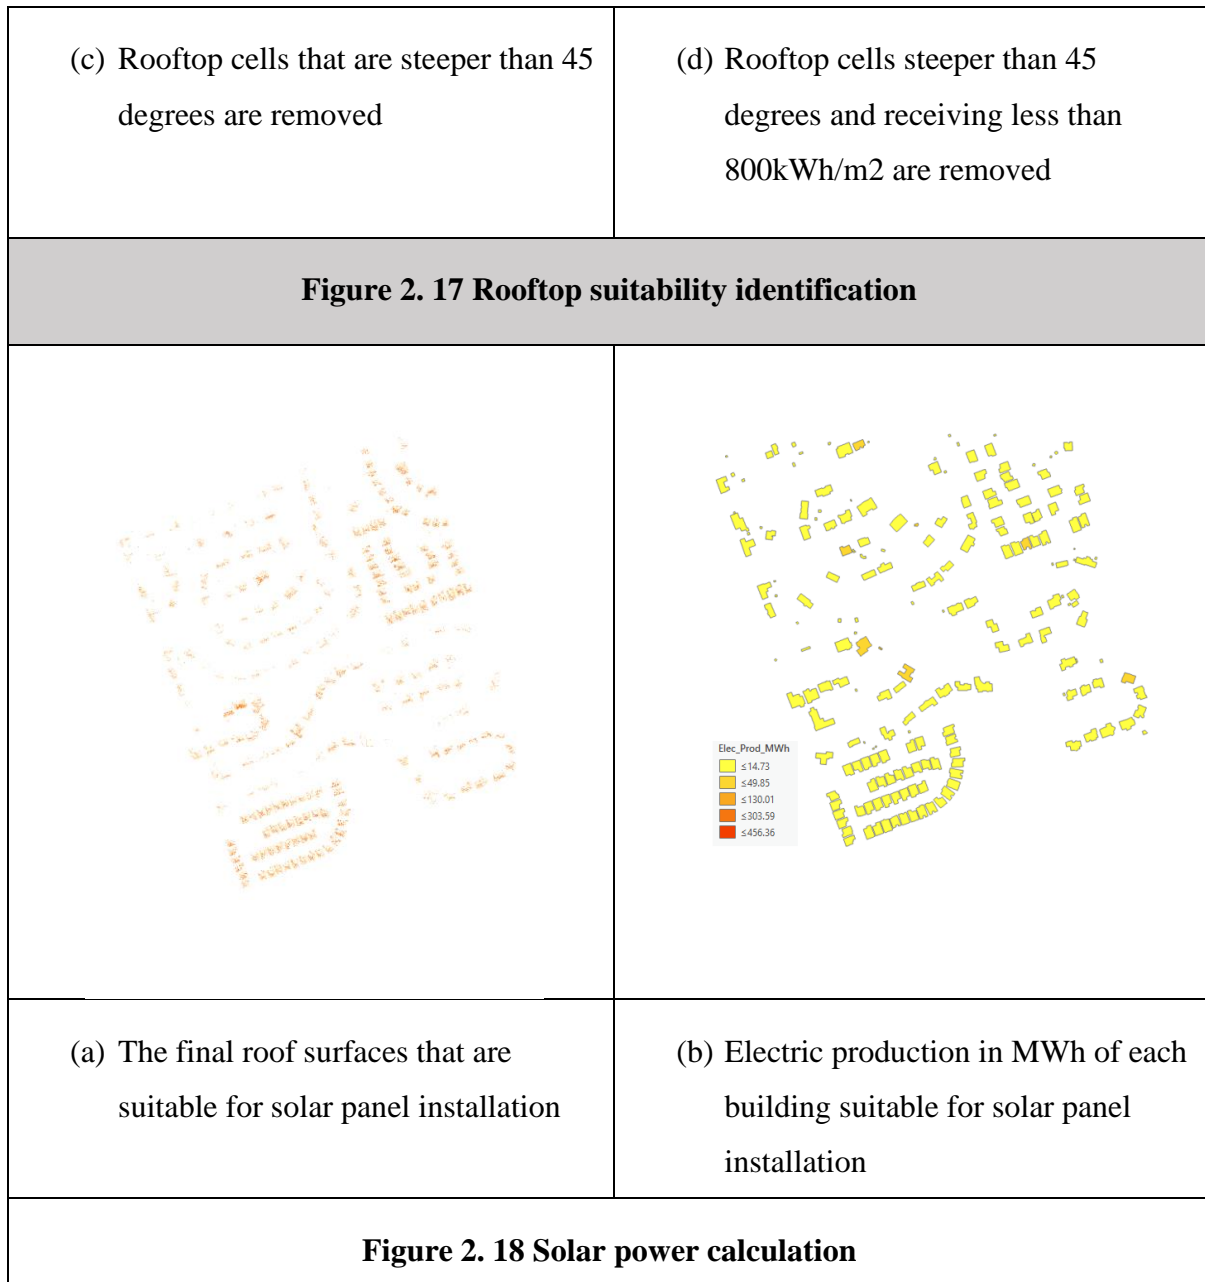 (c) Rooftop cells that are steeper than 45
degrees are removed
(d) Rooftop cells steeper than 45
degrees and receiving less than
800kWh/m2 are removed
Figure 2. 17 Rooftop suitability identification
Elec_Prod_MWh
≤14.73
≤49.85
≤130.01
≤303.59
≤456.36
(a) The final roof surfaces that are
suitable for solar panel installation
(b) Electric production in MWh of each
building suitable for solar panel
installation
Figure 2. 18 Solar power calculation